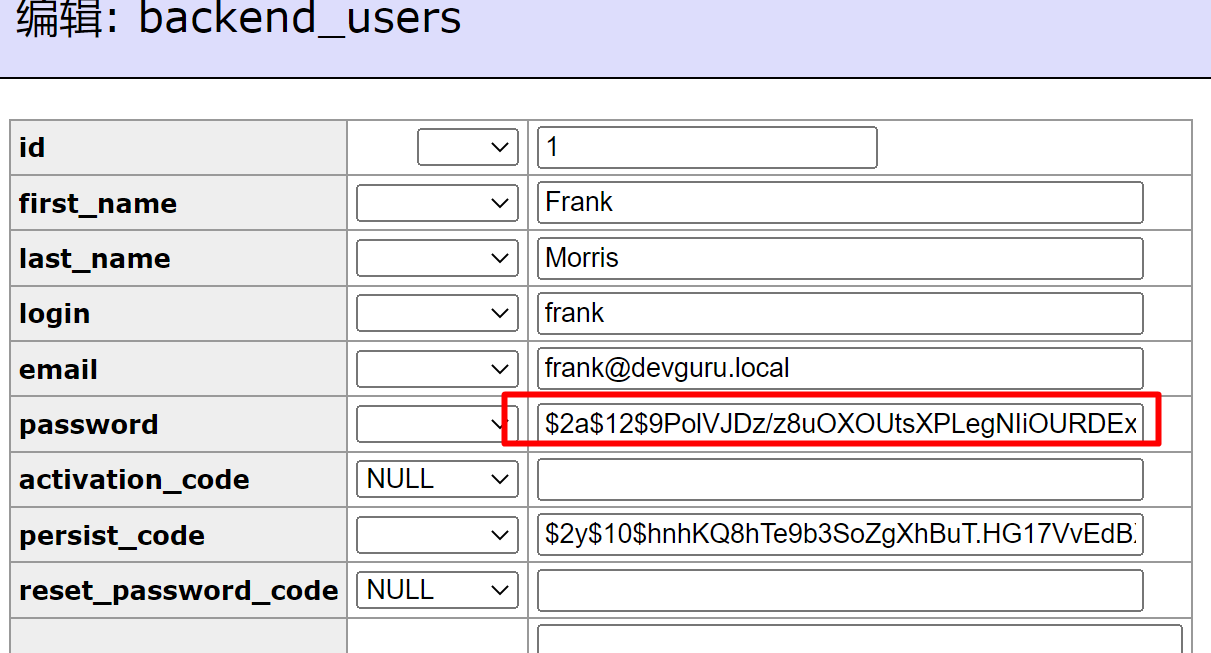 编辑: backend_users
id 1
first_name Frank
last_name Morris
login frank
email frank@devguru.local
password $2a$12$9PolVJDz/z8uOXOUtsXPLegNIiOURDEx
activation_code NULL
persist_code $2y$10$hnhKQ8hTe9b3SoZgXhBuT.HG17VvEdB
reset_password_code NULL